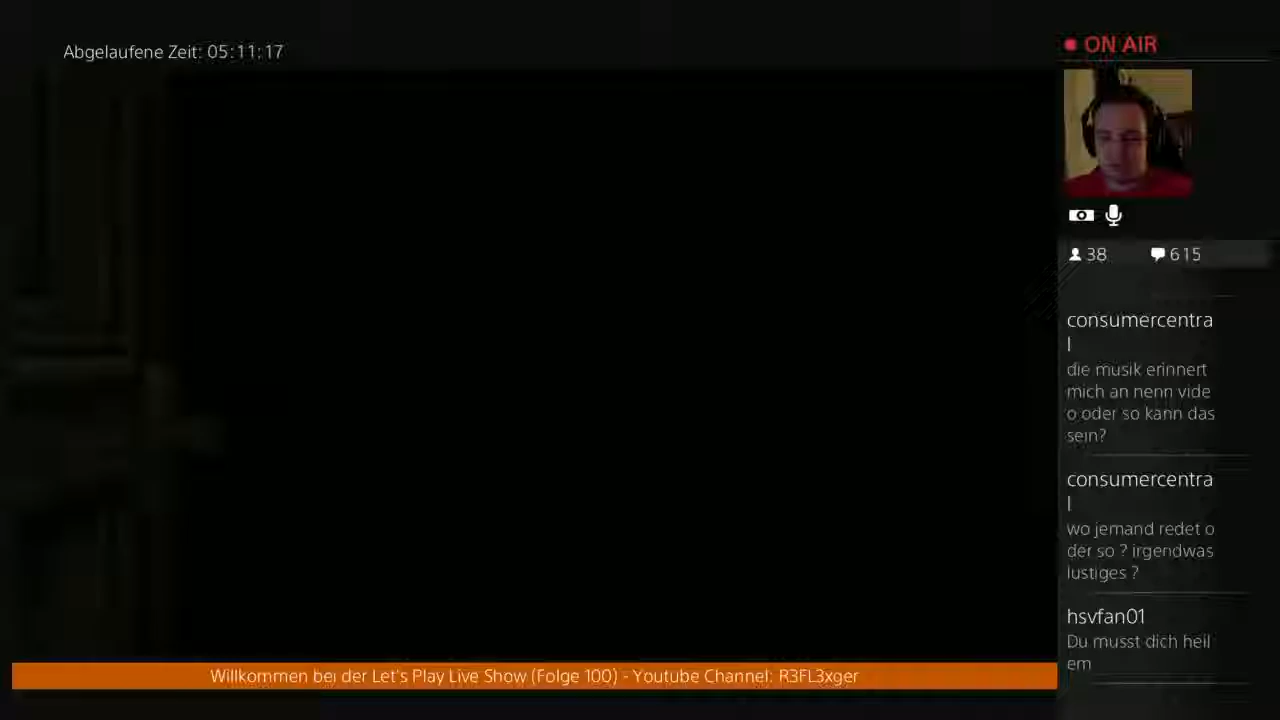 Abgelaufene Zeit: 05:11:17
ON AIR
38
615
consumercentra
l
die musik erinnert
mich an nenn vide
o oder so kann das
sein?
consumercentra
l
wo jemand redet o
der so ? irgendwas
lustiges ?
hsvfan01
Du musst dich heil
em
Willkommen bei der Let's Play Live Show (Folge 100) - Youtube Channel: R3FL3xger